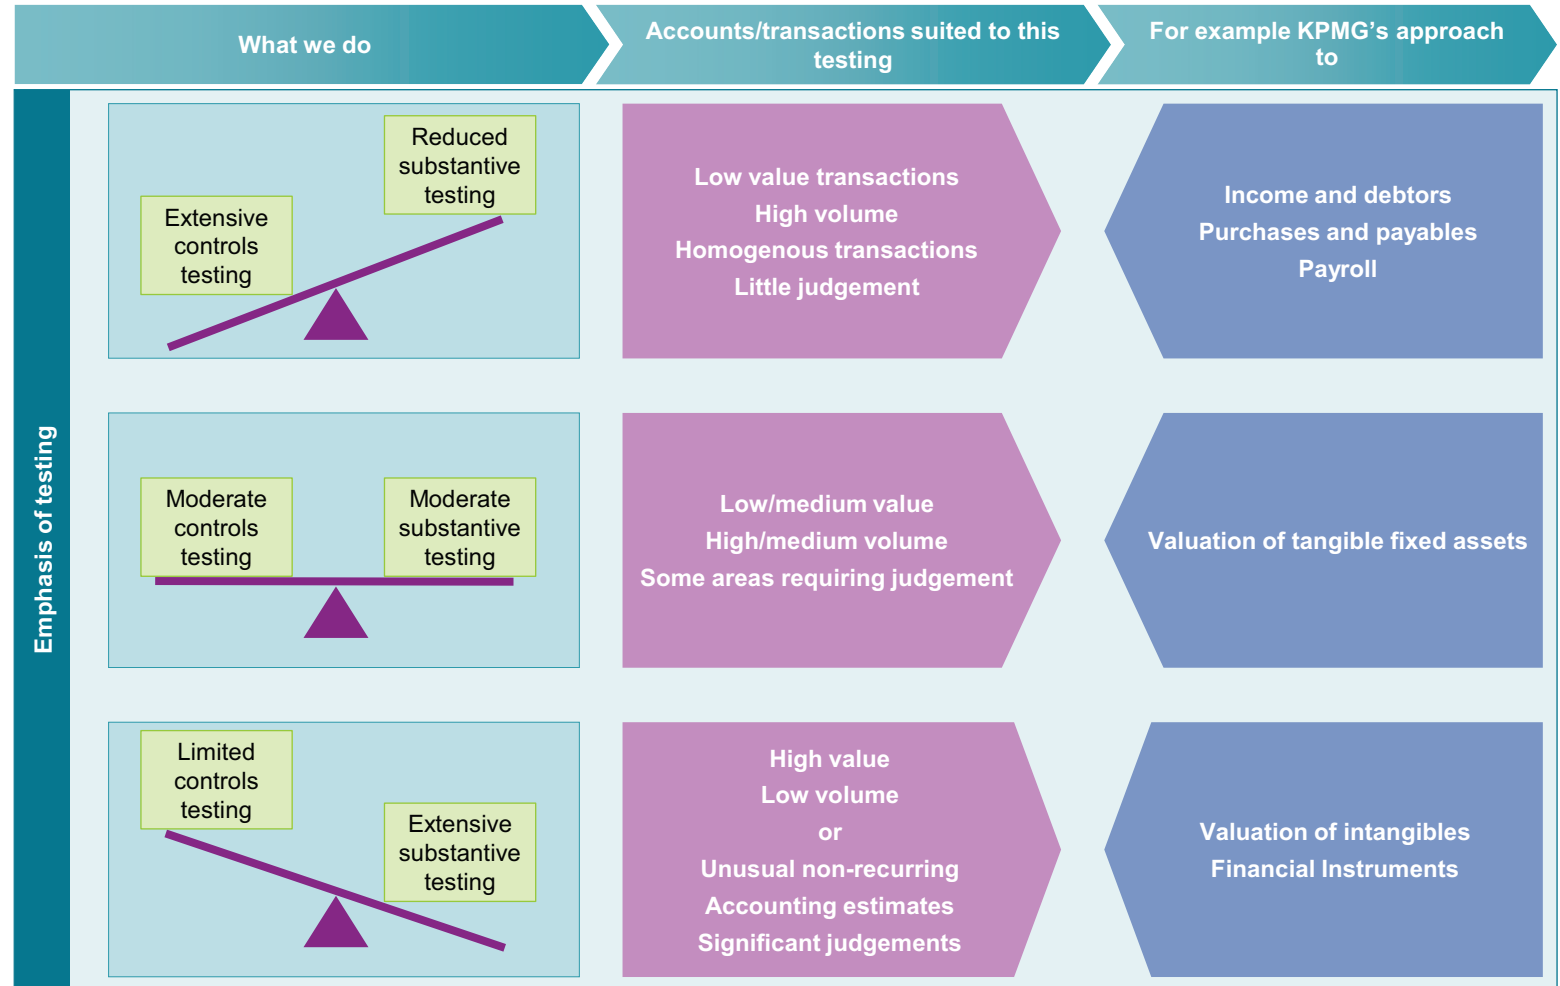 What we do
Accounts/transactions suited to this
testing
For example KPMG's approach
to
Emphasis of testing
Extensive
controls
testing
Reduced
substantive
testing
Low value transactions
High volume
Homogenous transactions
Little judgement
Income and debtors
Purchases and payables
Payroll
Moderate
controls
testing
Moderate
substantive
testing
Low/medium value
High/medium volume
Some areas requiring judgement
Valuation of tangible fixed assets
Limited
controls
testing
Extensive
substantive
testing
High value
Low volume
or
Unusual non-recurring
Accounting estimates
Significant judgements
Valuation of intangibles
Financial Instruments